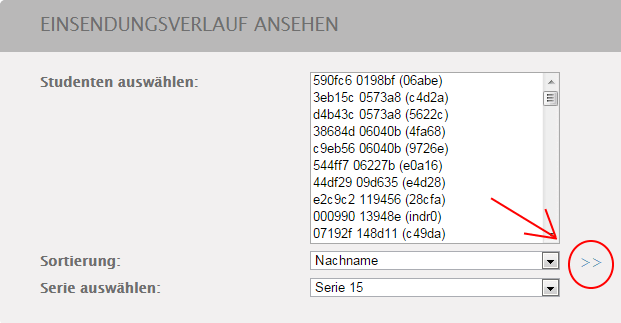 EINSENDUNGSVERLAUF ANSEHEN
Studenten auswählen:
590fc6 0198bf (06abe)
3eb15c 0573a8 (c4d2a)
d4b43c 0573a8 (5622c)
38684d 06040b (4fa68)
c9eb56 06040b (9726e)
544ff7 06227b (e0a16)
44df29 09d635 (e4d28)
e2c9c2 119456 (28cfa)
000990 13948e (indr0)
07192f 148d11 (c49da)
Sortierung: Nachname >>
Serie auswählen: Serie 15